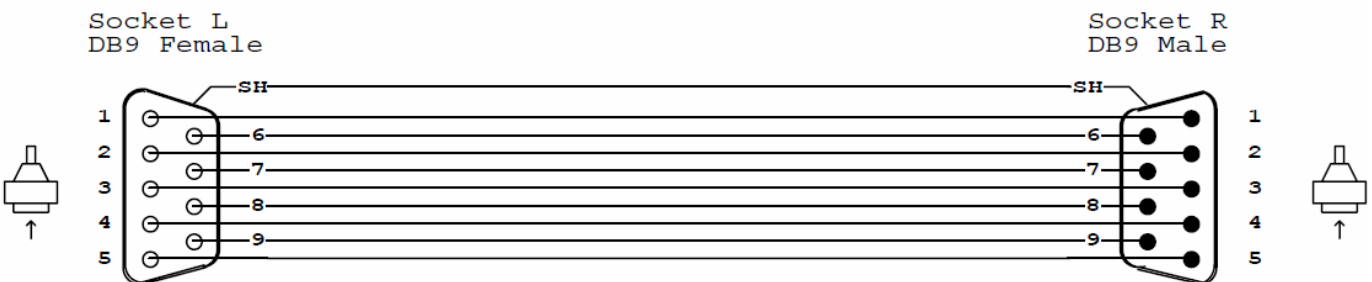 Socket L
DB9 Female
Socket R
DB9 Male
SH SH
1 1
6 6
2 2
7 7
3 3
8 8
4 4
9 9
5 5